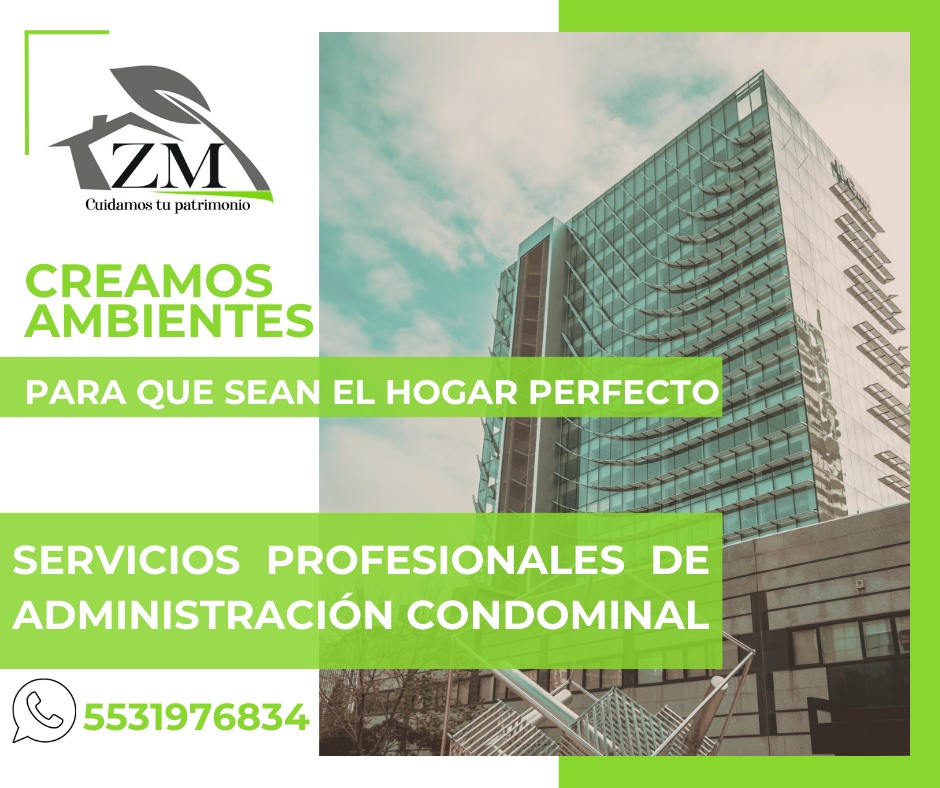 ZM
Cuidamos tu patrimonio
CREAMOS
AMBIENTES
PARA QUE SEAN EL HOGAR PERFECTO
SERVICIOS PROFESIONALES DE
ADMINISTRACIÓN CONDOMINAL
5531976834